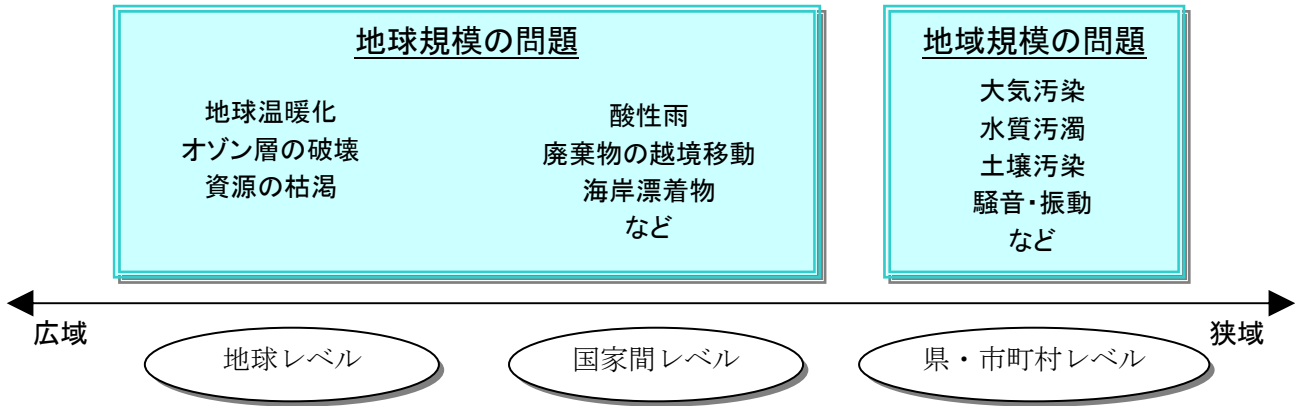 地球規模の問題
地球温暖化
オゾン層の破壊
資源の枯渇
酸性雨
廃棄物の越境移動
海岸漂着物
など
地域規模の問題
大気汚染
水質汚濁
土壌汚染
騒音・振動
など
広域
狭域
地球レベル
国家間レベル
県・市町村レベル